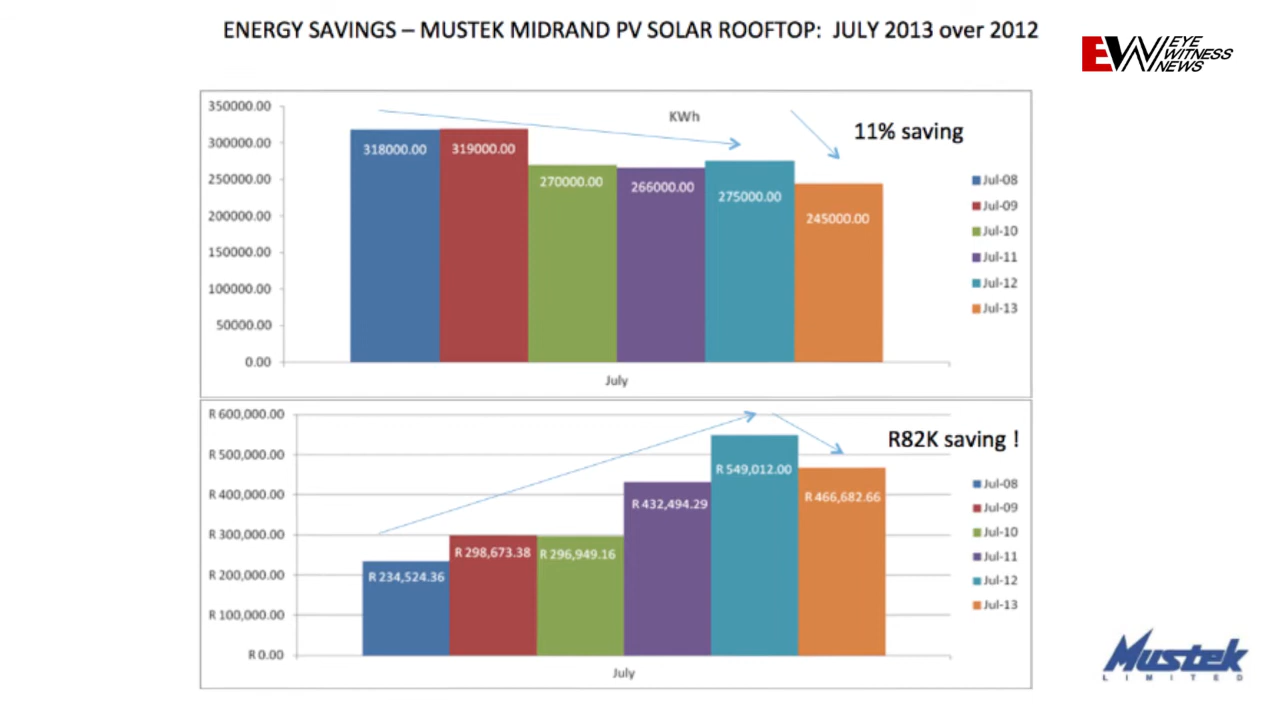 ENERGY SAVINGS – MUSTEK MIDRAND PV SOLAR ROOFTOP: JULY 2013 over 2012
EW
EYE
WITNESS
NEWS
KWh
11% saving
350000.00
300000.00
250000.00
200000.00
150000.00
100000.00
50000.00
0.00
318000.00
319000.00
270000.00
266000.00
275000.00
245000.00
July
Jul-08
Jul-09
Jul-10
Jul-11
Jul-12
Jul-13
R 600,000.00
R 500,000.00
R 400,000.00
R 300,000.00
R 200,000.00
R 100,000.00
R 0.00
R 234,524.36
R 298,673.38
R 296,949.16
R 432,494.29
R 549,012.00
R 466,682.66
R82K saving !
July
Jul-08
Jul-09
Jul-10
Jul-11
Jul-12
Jul-13
Mustek
LIMITED